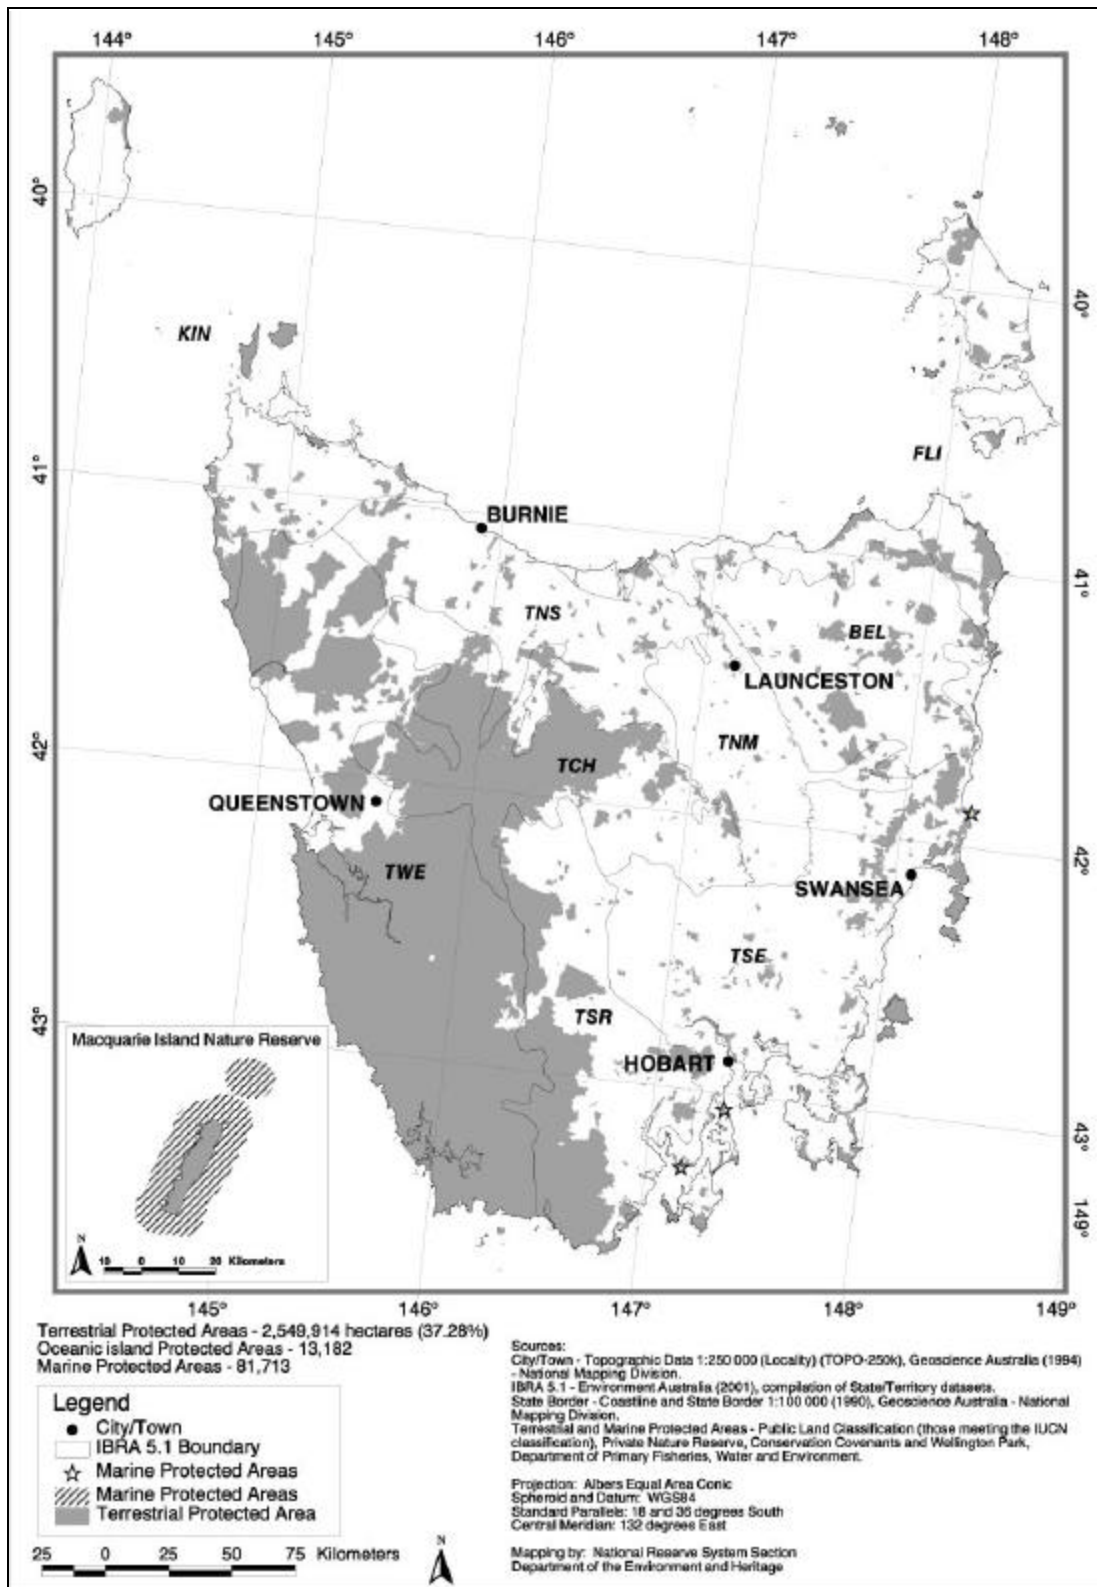 144° 145° 146° 147° 148°
40°
40°
KIN
FLI
41°
BURNIE
41°
TNS
BEL
LAUNCESTON
42°
TNM
TCH
QUEENSTOWN
42°
TWE
SWANSEA
TSE
43°
TSR
Macquarie Island Nature Reserve
HOBART
43°
149°
N
10 0 10 20 Kilometers
145° 146° 147° 148° 149°
Terrestrial Protected Areas - 2,549,914 hectares (37.28%)
Oceanic island Protected Areas - 13,182
Marine Protected Areas - 81,713
Legend
City/Town
IBRA 5.1 Boundary
Marine Protected Areas
Marine Protected Areas
Terrestrial Protected Area
25 0 25 50 75 Kilometers
N
Sources:
City/Town - Topographic Data 1:250 000 (Locality) (TOPO-250k), Geoscience Australia (1994)
- National Mapping Division.
IBRA 5.1 - Environment Australia (2001), compilation of State/Territory datasets.
State Border - Coastline and State Border 1:100 000 (1990), Geoscience Australia - National
Mapping Division.
Terrestrial and Marine Protected Areas - Public Land Classification (those meeting the IUCN
classification), Private Nature Reserve, Conservation Covenants and Wellington Park,
Department of Primary Fisheries, Water and Environment.
Projection: Albers Equal Area Conic
Spheroid and Datum: WGS84
Standard Parallels: 18 and 36 degrees South
Central Meridian: 132 degrees East
Mapping by: National Reserve System Section
Department of the Environment and Heritage